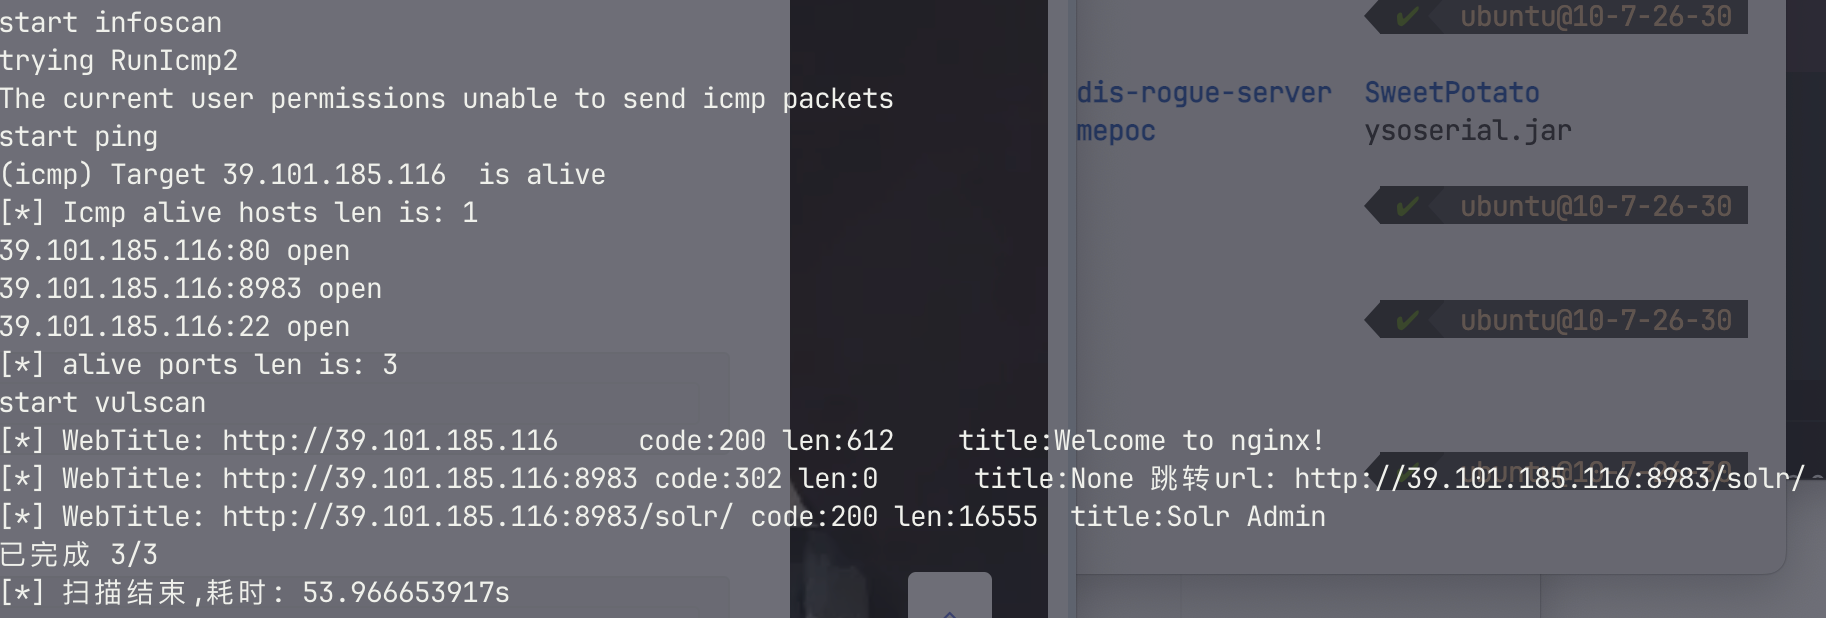 start infoscan
trying RunIcmp2
The current user permissions unable to send icmp packets
start ping
(icmp) Target 39.101.185.116  is alive
[*] Icmp alive hosts len is: 1
39.101.185.116:80 open
39.101.185.116:8983 open
39.101.185.116:22 open
[*] alive ports len is: 3
start vulscan
[*] WebTitle: http://39.101.185.116     code:200 len:612    title:Welcome to nginx!
[*] WebTitle: http://39.101.185.116:8983 code:302 len:0      title:None 跳转url: http://39.101.185.116:8983/solr/
[*] WebTitle: http://39.101.185.116:8983/solr/ code:200 len:16555  title:Solr Admin
已完成 3/3
[*] 扫描结束,耗时: 53.966653917s
✔ ubuntu@10-7-26-30
dis-rogue-server  SweetPotato
mepoc  ysoserial.jar
✔ ubuntu@10-7-26-30
✔ ubuntu@10-7-26-30
✔ ubuntu@10-7-26-30